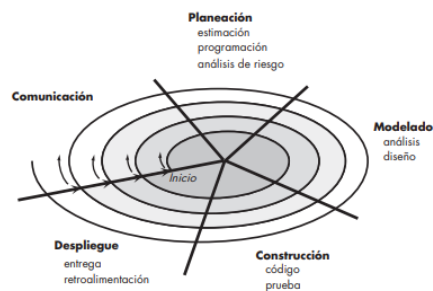 Planeación
estimación
programación
análisis de riesgo
Comunicación
Modelado
análisis
diseño
Inicio
Despliegue
entrega
retroalimentación
Construcción
código
prueba